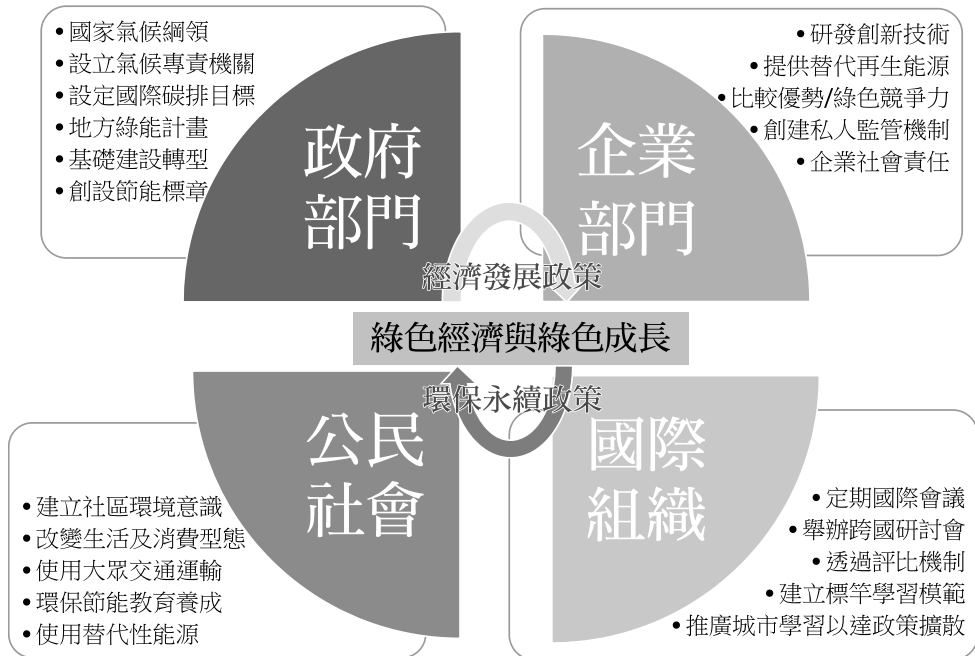 • 國家氣候綱領
• 設立氣候專責機關
• 設定國際碳排目標
• 地方綠能計畫
• 基礎建設轉型
• 創設節能標章
政府
部門
• 研發創新技術
• 提供替代再生能源
• 比較優勢/綠色競爭力
• 創建私人監管機制
• 企業社會責任
企業
部門
經濟發展政策
綠色經濟與綠色成長
環保永續政策
公民
社會
• 建立社區環境意識
• 改變生活及消費型態
• 使用大眾交通運輸
• 環保節能教育養成
• 使用替代性能源
國際
組織
• 定期國際會議
• 舉辦跨國研討會
• 透過評比機制
• 建立標竿學習模範
• 推廣城市學習以達政策擴散